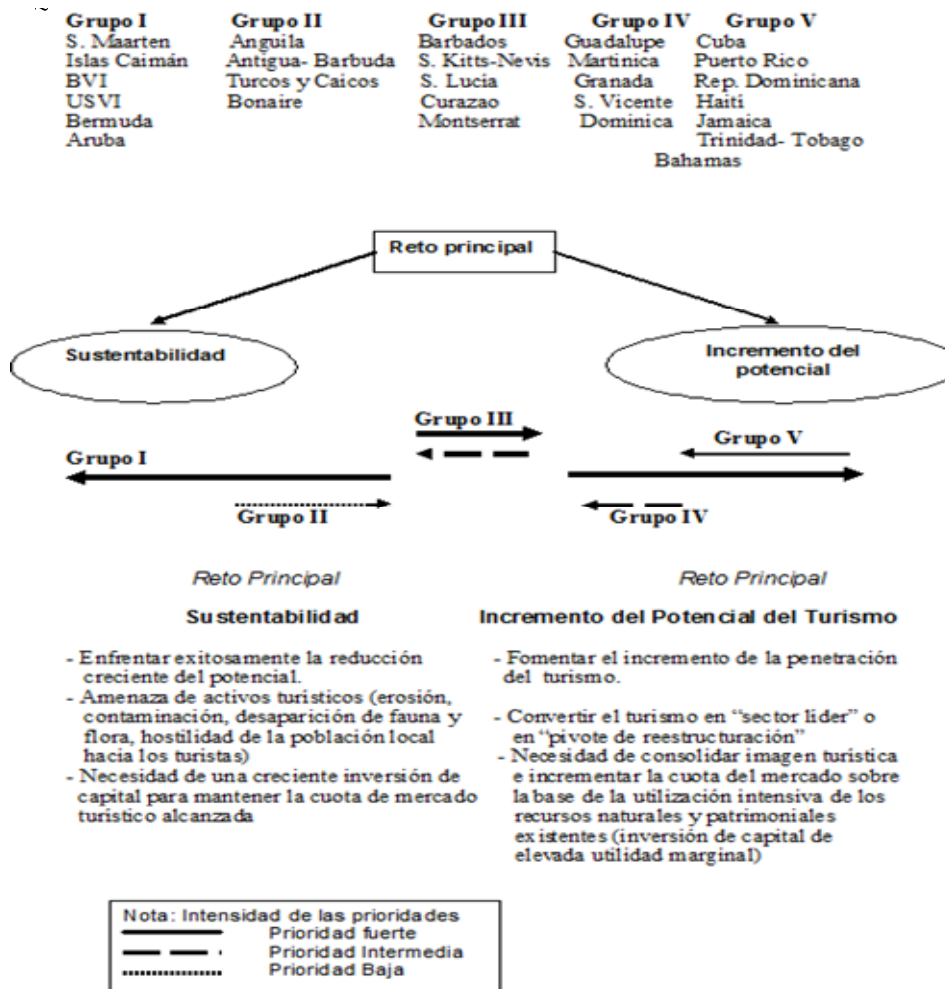 Grupo I Grupo II Grupo III Grupo IV Grupo V
S. Maarten Anguila Barbados Guadalupe Cuba
Islas Caimán Antigua- Barbuda S. Kitts-Nevis Martinica Puerto Rico
BVI Turcos y Caicos S. Lucia Granada Rep. Dominicana
USVI Bonaire Curazao S. Vicente Haití
Bermuda Montserrat Dominica Jamaica
Aruba Trinidad- Tobago
Bahamas
Reto principal
Sustentabilidad
Incremento del
potencial
Grupo III
Grupo V
Grupo I
Grupo II
Grupo IV
Reto Principal
Sustentabilidad
- Enfrentar exitosamente la reducción
creciente del potencial.
- Amenaza de activos turísticos (erosión,
contaminación, desaparición de fauna y
flora, hostilidad de la población local
hacia los turistas)
- Necesidad de una creciente inversión de
capital para mantener la cuota de mercado
turístico alcanzada
Reto Principal
Incremento del Potencial del Turismo
- Fomentar el incremento de la penetración
del turismo.
- Convertir el turismo en “sector líder” o
en “pivote de reestructuración”
- Necesidad de consolidar imagen turística
e incrementar la cuota del mercado sobre
la base de la utilización intensiva de los
recursos naturales y patrimoniales
existentes (inversión de capital de
elevada utilidad marginal)
Nota: Intensidad de las prioridades
Prioridad fuerte
Prioridad Intermedia
Prioridad Baja